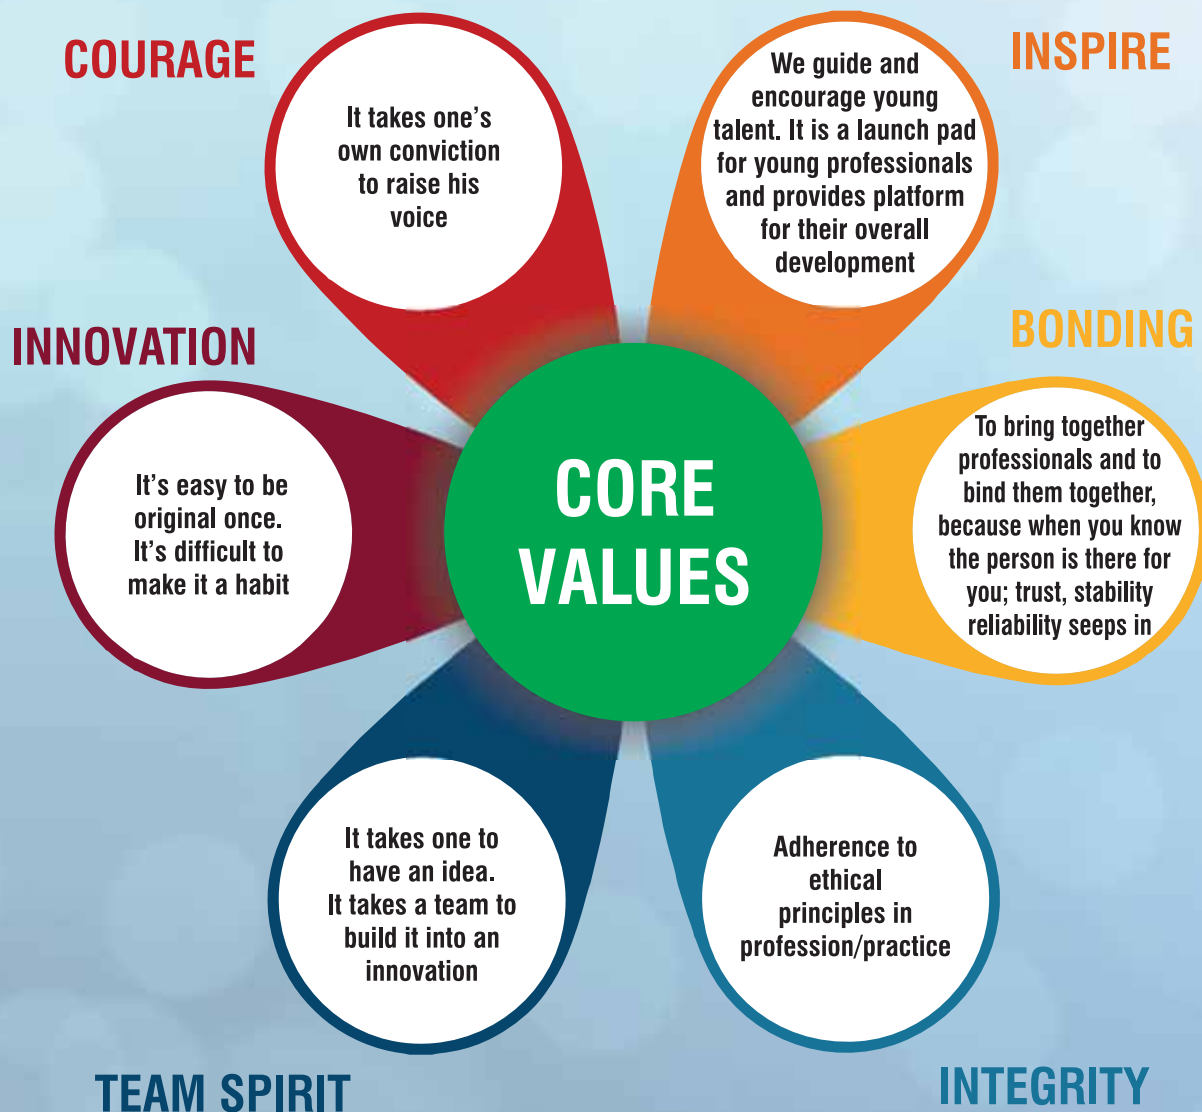 COURAGE
It takes one’s
own conviction
to raise his
voice
INSPIRE
We guide and
encourage young
talent. It is a launch pad
for young professionals
and provides platform
for their overall
development
INNOVATION
It’s easy to be
original once.
It’s difficult to
make it a habit
CORE
VALUES
BONDING
To bring together
professionals and to
bind them together,
because when you know
the person is there for
you; trust, stability
reliability seeps in
It takes one to
have an idea.
It takes a team to
build it into an
innovation
TEAM SPIRIT
Adherence to
ethical
principles in
profession/practice
INTEGRITY